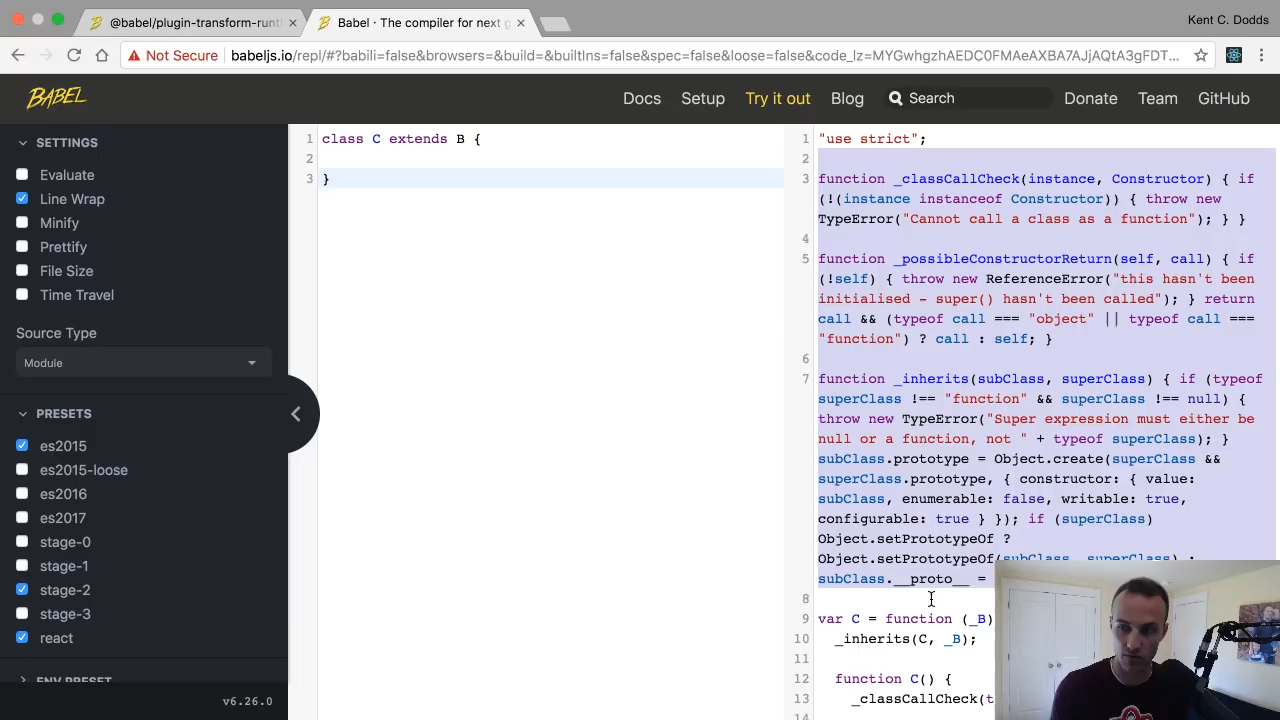 Kent C. Dodds
@babel/plugin-transform-runti
Babel · The compiler for next g
Not Secure babeljs.io/repl/#?babili=false&browsers=&build=&builtIns=false&spec=false&loose=false&code_lz=MYGwhgzhAEDC0FMAeAXBA7AJjAQtA3gFDT...
BABEL
Docs Setup Try it out Blog Search Donate Team GitHub
SETTINGS
Evaluate
Line Wrap
Minify
Prettify
File Size
Time Travel
Source Type
Module
PRESETS
es2015
es2015-loose
es2016
es2017
stage-0
stage-1
stage-2
stage-3
react
ENV PRESET
v6.26.0
1 class C extends B {
2
3 }
1 "use strict";
2
3 function _classCallCheck(instance, Constructor) { if
(!(instance instanceof Constructor)) { throw new
TypeError("Cannot call a class as a function"); } }
4
5 function _possibleConstructorReturn(self, call) { if
(!self) { throw new ReferenceError("this hasn't been
initialised - super() hasn't been called"); } return
call && (typeof call === "object" || typeof call ===
"function") ? call : self; }
6
7 function _inherits(subClass, superClass) { if (typeof
superClass !== "function" && superClass !== null) {
throw new TypeError("Super expression must either be
null or a function, not " + typeof superClass); }
subClass.prototype = Object.create(superClass &&
superClass.prototype, { constructor: { value:
subClass, enumerable: false, writable: true,
configurable: true } }); if (superClass)
Object.setPrototypeOf ?
Object.setPrototypeOf(subClass, superClass) :
subClass.__proto__ =
8
9 var C = function (_B)
10 _inherits(C, _B);
11
12 function C() {
13 _classCallCheck(t
14